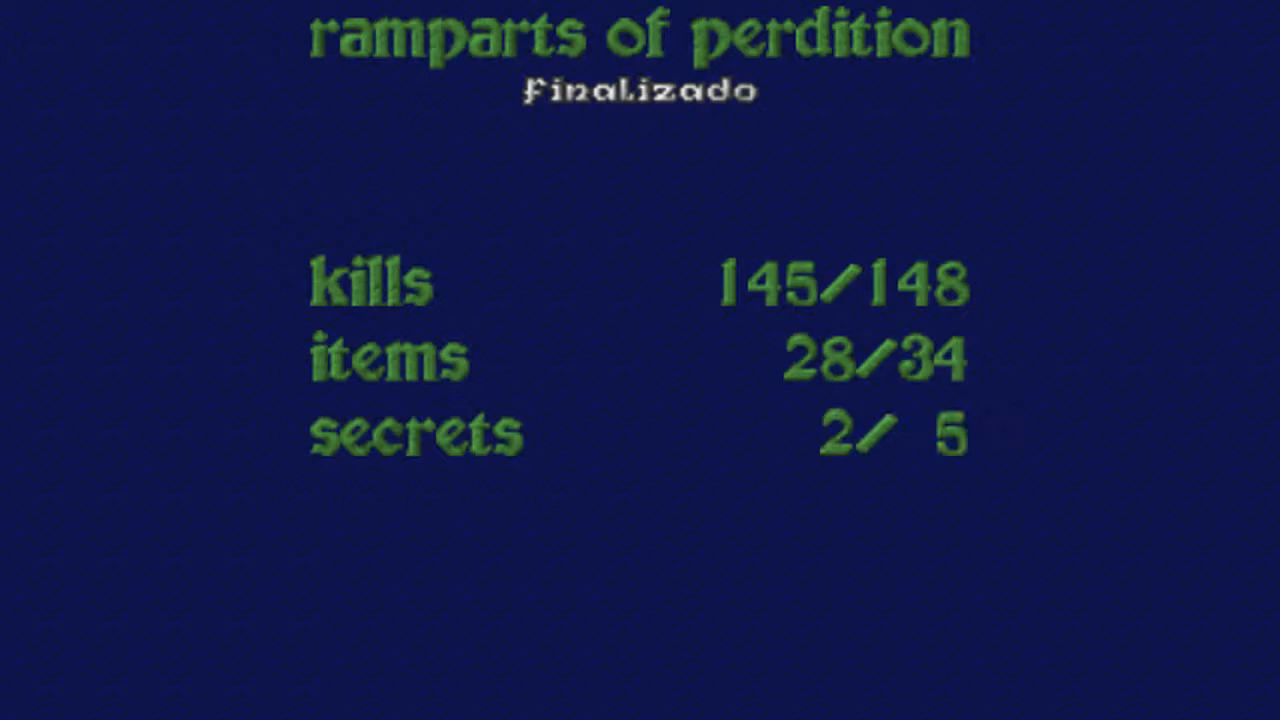 ramparts of perdition
finalizado
kills 145/148
items 28/34
secrets 2/ 5